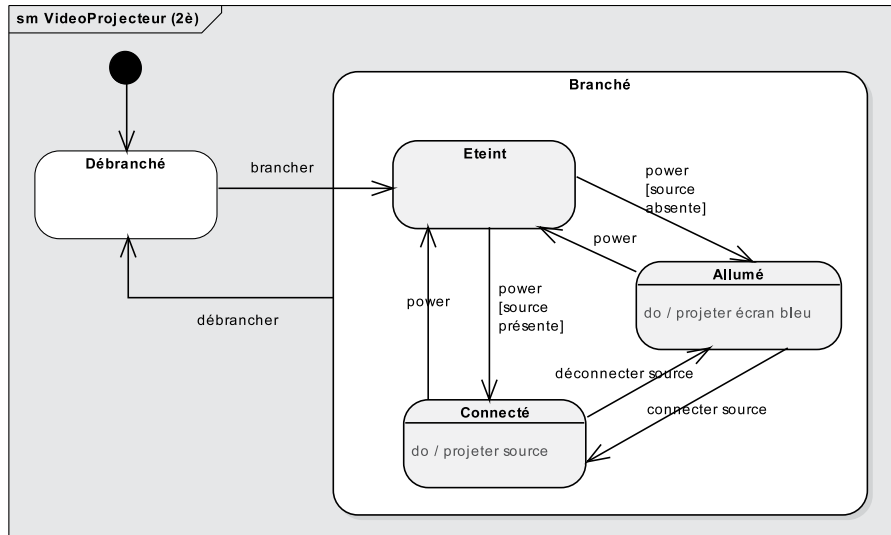 sm VideoProjecteur (2è)
Branché
Débranché
brancher
Eteint
power
[source
absente]
power
Allumé
do / projeter écran bleu
power
power
[source
présente]
débrancher
déconnecter source
connecter source
Connecté
do / projeter source